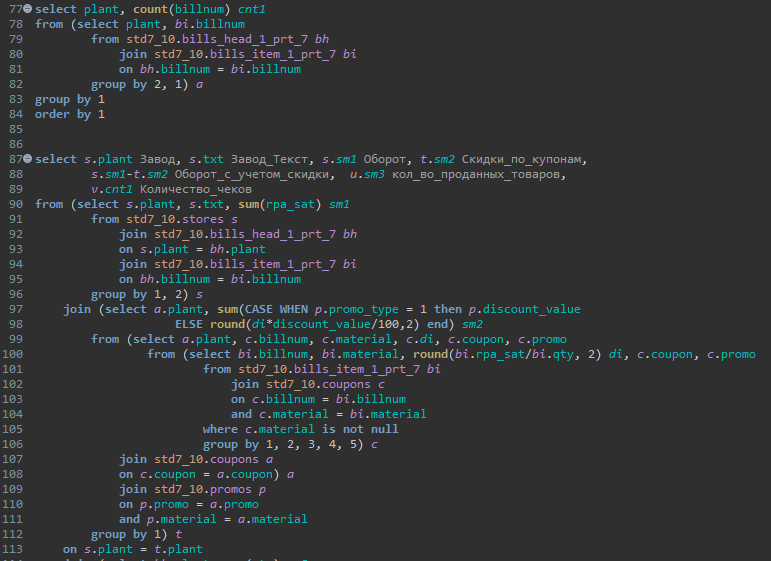 77 select plant, count(billnum) cnt1
78 from (select plant, bi.billnum
79 from std7_10.bills_head_1_prt_7 bh
80 join std7_10.bills_item_1_prt_7 bi
81 on bh.billnum = bi.billnum
82 group by 2, 1) a
83 group by 1
84 order by 1
85
86
87 select s.plant Завод, s.txt Завод_Текст, s.sm1 Оборот, t.sm2 Скидки_по_купонам,
88 s.sm1-t.sm2 Оборот_с_учетом_скидки, u.sm3 кол_во_проданных_товаров,
89 v.cnt1 Количество_чеков
90 from (select s.plant, s.txt, sum(rpa_sat) sm1
91 from std7_10.stores s
92 join std7_10.bills_head_1_prt_7 bh
93 on s.plant = bh.plant
94 join std7_10.bills_item_1_prt_7 bi
95 on bh.billnum = bi.billnum
96 group by 1, 2) s
97 join (select a.plant, sum(CASE WHEN p.promo_type = 1 then p.discount_value
98 ELSE round(di*discount_value/100,2) end) sm2
99 from (select a.plant, c.billnum, c.material, c.di, c.coupon, c.promo
100 from (select bi.billnum, bi.material, round(bi.rpa_sat/bi.qty, 2) di, c.coupon, c.promo
101 from std7_10.bills_item_1_prt_7 bi
102 join std7_10.coupons c
103 on c.billnum = bi.billnum
104 and c.material = bi.material
105 where c.material is not null
106 group by 1, 2, 3, 4, 5) c
107 join std7_10.coupons a
108 on c.coupon = a.coupon) a
109 join std7_10.promos p
110 on p.promo = a.promo
111 and p.material = a.material
112 group by 1) t
113 on s.plant = t.plant